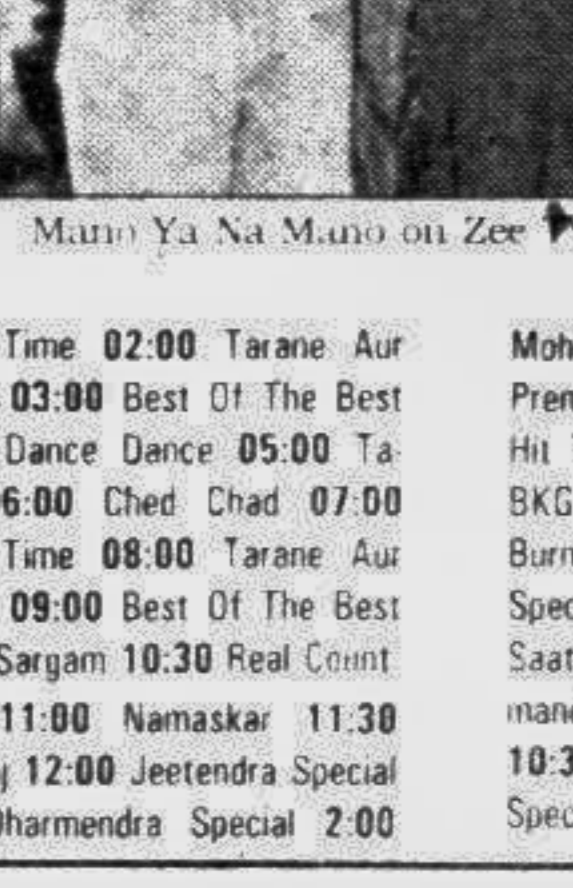 Mano Ya Na Mano on Zee
Time 02:00 Tarane Aur
03:00 Best Of The Best
Dance Dance 05:00 Ta-
6:00 Ched Chad 07:00
Time 08:00 Tarane Aur
09:00 Best Of The Best
Sargam 10:30 Real Count
11:00 Namaskar 11:30
12:00 Jeetendra Special
Dharmendra Special 2:00
Moh
Prem
Hit
BKG
Burn
Spec
Saat
mand
10:3
Spec